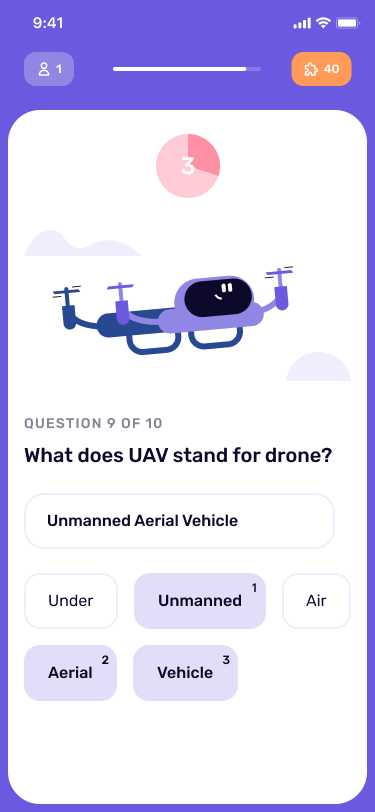 9:41
1
40
3
QUESTION 9 OF 10
What does UAV stand for drone?
Unmanned Aerial Vehicle
Under
Unmanned 1
Air
Aerial 2
Vehicle 3